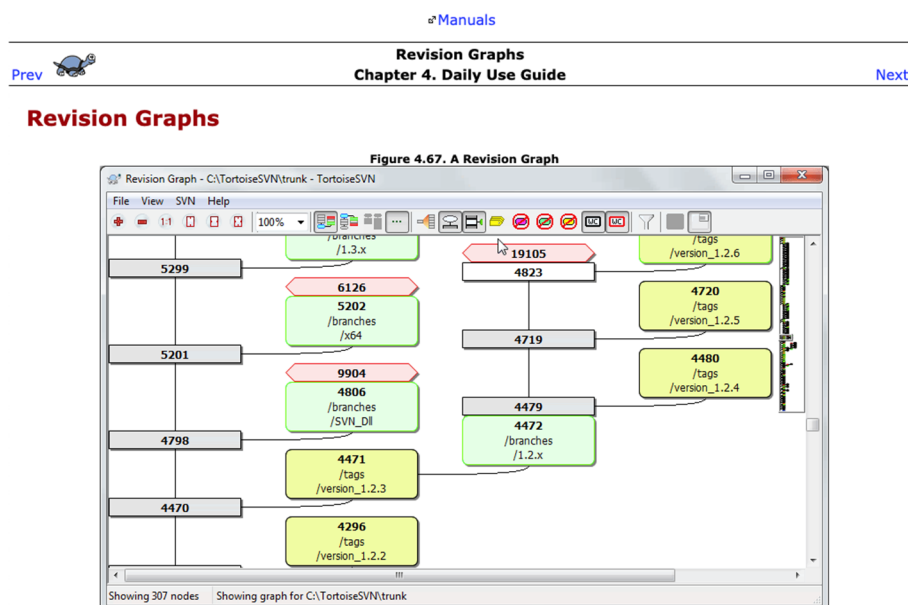 Manuals
Revision Graphs
Prev
Chapter 4. Daily Use Guide
Next
Revision Graphs
Figure 4.67. A Revision Graph
Revision Graph - C:\TortoiseSVN\trunk - TortoiseSVN
File View SVN Help
1:1
100%
WC WC
/branches
/1.3.x
5299
6126
5202
/branches
/x64
5201
9904
4806
/branches
/SVN_Dll
4798
4471
/tags
/version_1.2.3
4470
4296
/tags
/version_1.2.2
19105
4823
4719
4479
4472
/branches
/1.2.x
/tags
/version_1.2.6
4720
/tags
/version_1.2.5
4480
/tags
/version_1.2.4
Showing 307 nodes
Showing graph for C:\TortoiseSVN\trunk